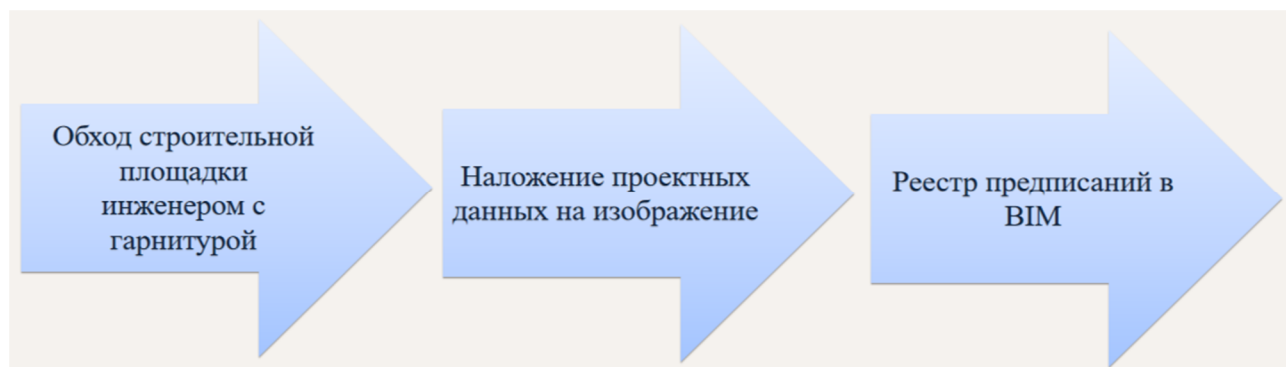 Обход строительной
площадки
инженером с
гарнитурой
Наложение проектных
данных на изображение
Реестр предписаний в
BIM